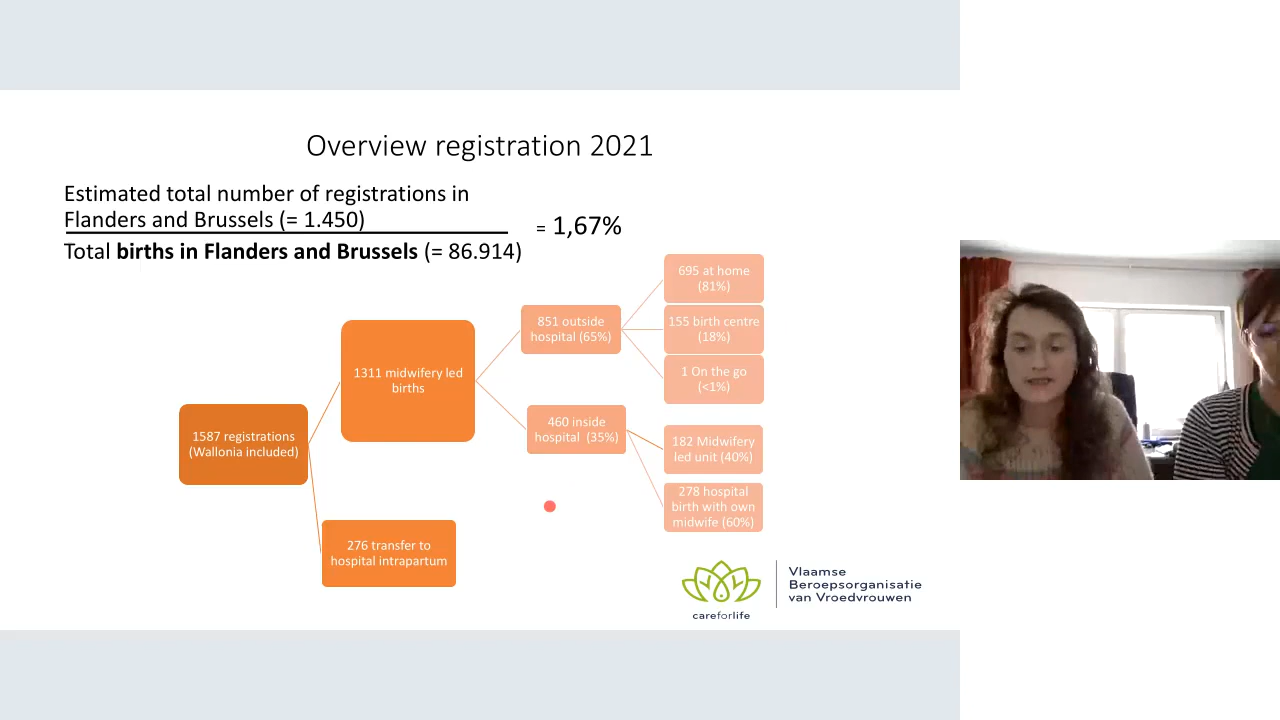 Overview registration 2021
Estimated total number of registrations in
Flanders and Brussels (= 1.450)
= 1,67%
Total births in Flanders and Brussels (= 86.914)
695 at home
(81%)
851 outside
hospital (65%)
155 birth centre
(18%)
1 On the go
(<1%)
1311 midwifery led
births
1587 registrations
(Wallonia included)
460 inside
hospital (35%)
182 Midwifery
led unit (40%)
278 hospital
birth with own
midwife (60%)
276 transfer to
hospital intrapartum
careforlife
Vlaamse
Beroepsorganisatie
van Vroedvrouwen